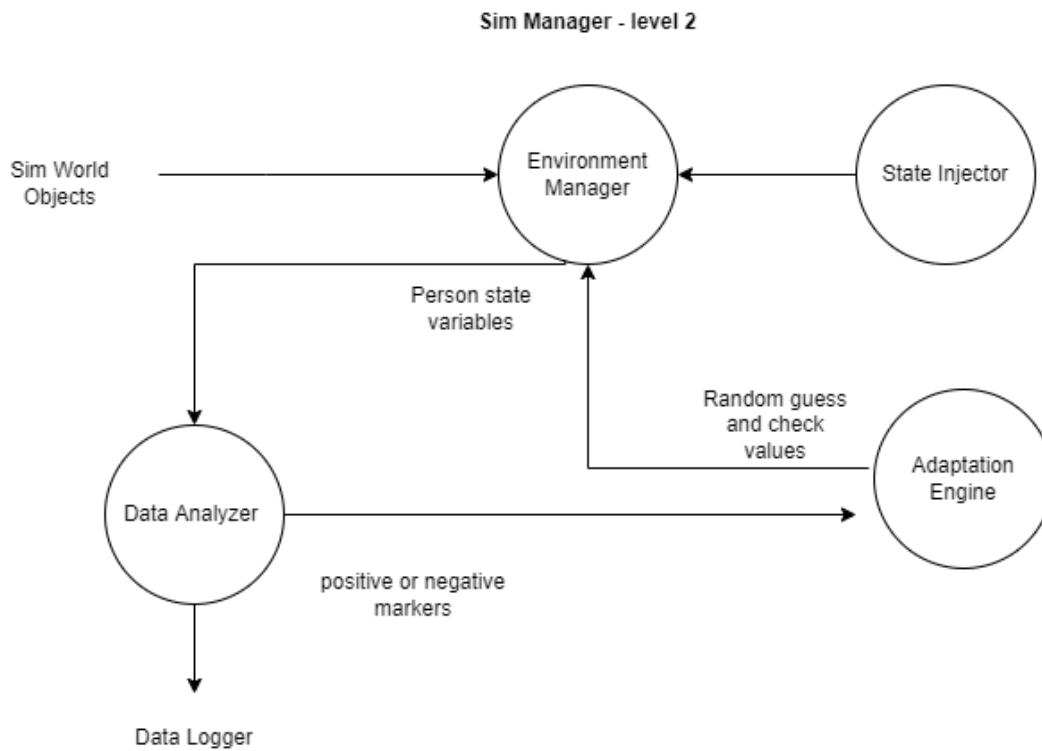 Sim Manager - level 2
Sim World
Objects
Environment
Manager
State Injector
Person state
variables
Random guess
and check
values
Adaptation
Engine
Data Analyzer
positive or negative
markers
Data Logger